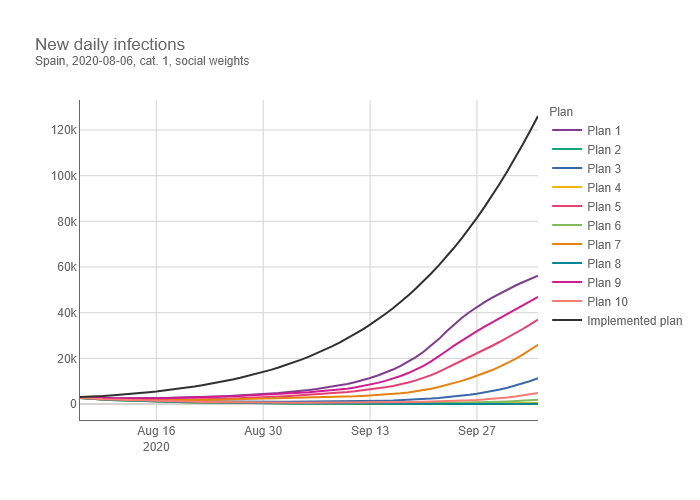 New daily infections
Spain, 2020-08-06, cat. 1, social weights
120k
100k
80k
60k
40k
20k
0
Aug 16
2020
Aug 30
Sep 13
Sep 27
Plan
Plan 1
Plan 2
Plan 3
Plan 4
Plan 5
Plan 6
Plan 7
Plan 8
Plan 9
Plan 10
Implemented plan